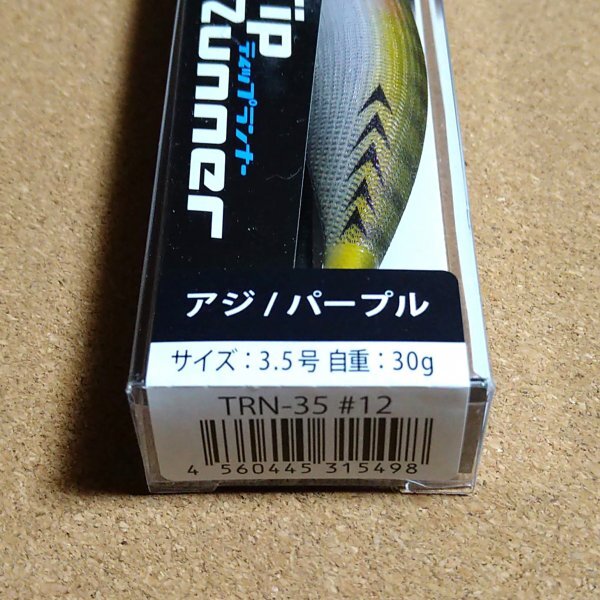 ip
Runner
ティップランナー
アジ / パープル
サイズ：3.5号 自重：30g
TRN-35 #12
4 560445 315498